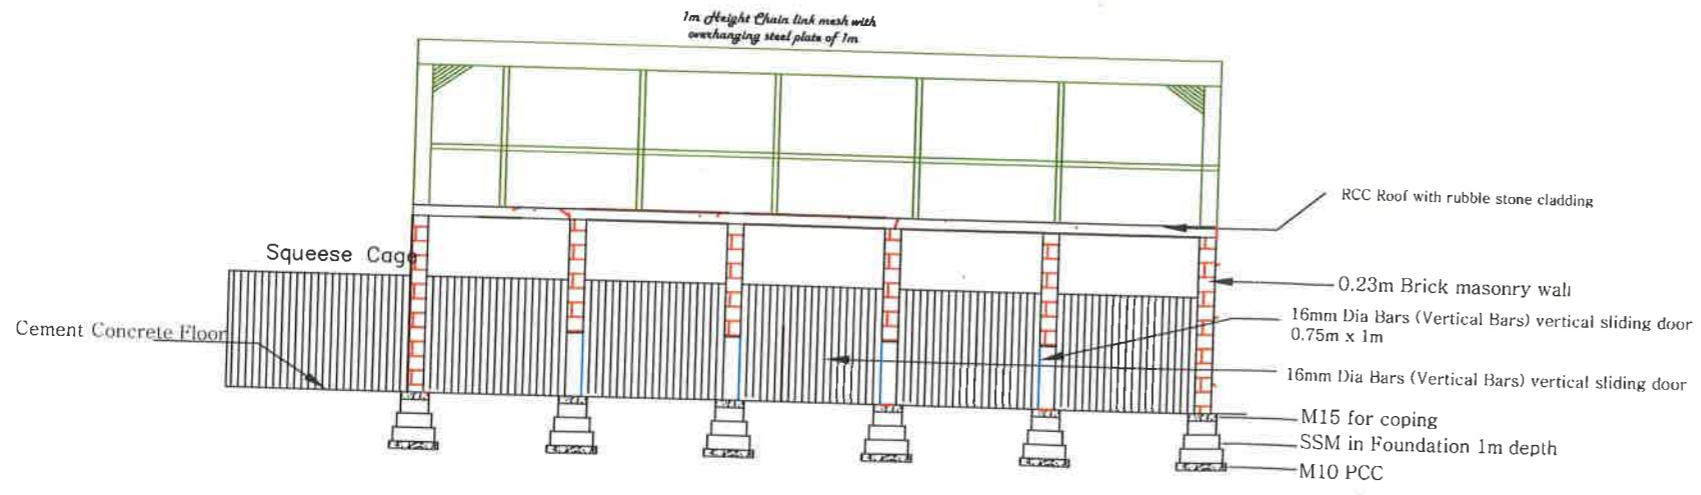 1m Height Chain link mesh with
overhanging steel plate of 1m
RCC Roof with rubble stone cladding
Squeese Cage
0.23m Brick masonry wall
16mm Dia Bars (Vertical Bars) vertical sliding door
0.75m x 1m
Cement Concrete Floor
16mm Dia Bars (Vertical Bars) vertical sliding door
M15 for coping
SSM in Foundation 1m depth
M10 PCC